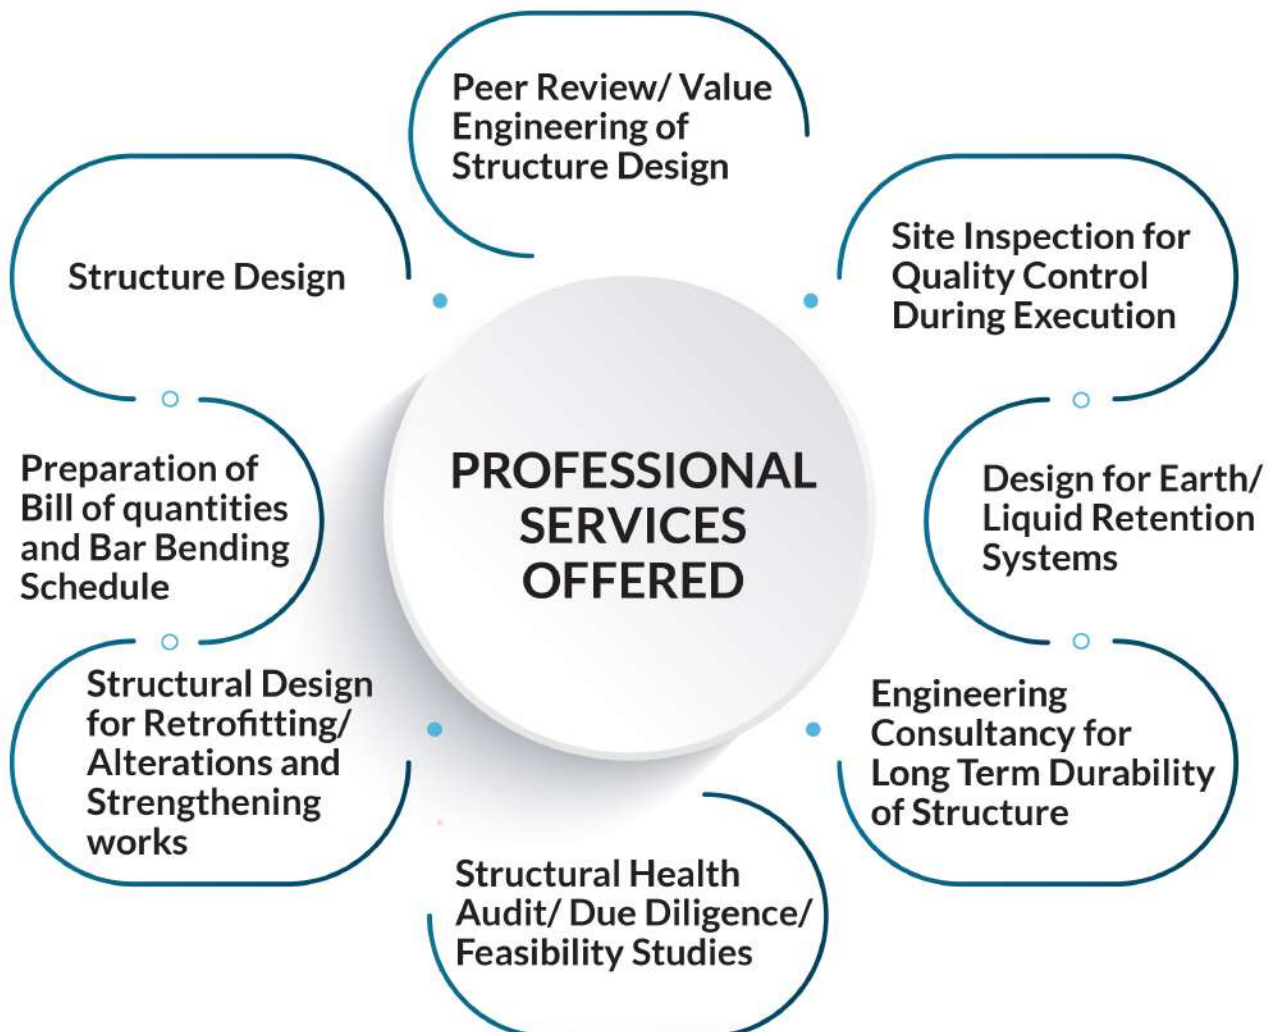 Peer Review/ Value
Engineering of
Structure Design
Structure Design
Site Inspection for
Quality Control
During Execution
PROFESSIONAL
SERVICES
OFFERED
Preparation of
Bill of quantities
and Bar Bending
Schedule
Design for Earth/
Liquid Retention
Systems
Structural Design
for Retrofitting/
Alterations and
Strengthening
works
Engineering
Consultancy for
Long Term Durability
of Structure
Structural Health
Audit/ Due Diligence/
Feasibility Studies